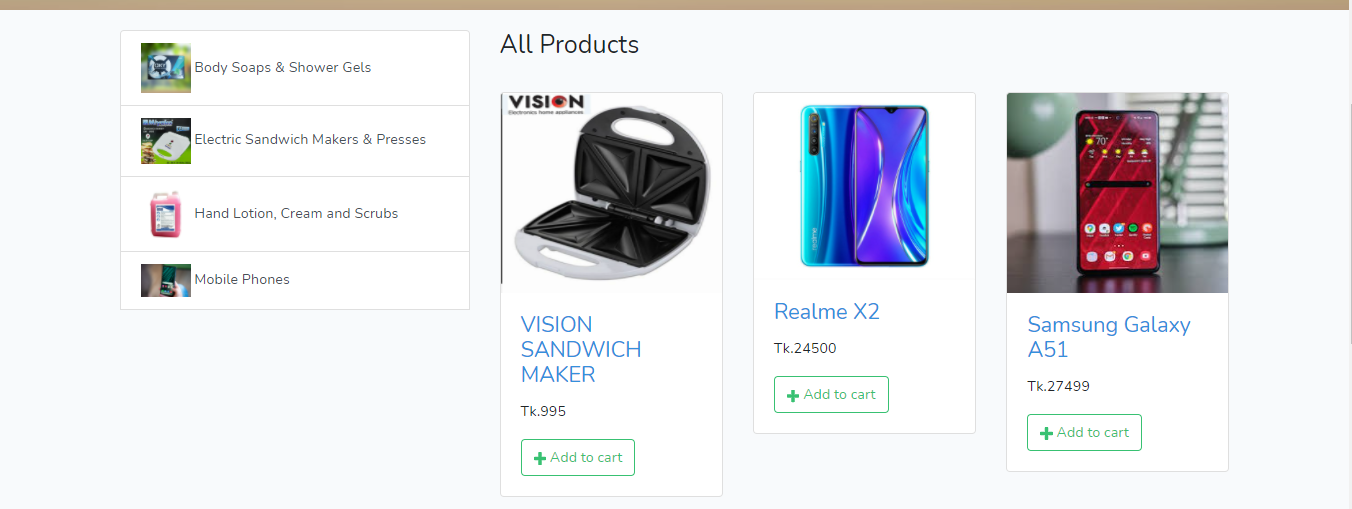 Body Soaps & Shower Gels
Electric Sandwich Makers & Presses
Hand Lotion, Cream and Scrubs
Mobile Phones
All Products
VISION
Electronics home appliances
VISION
SANDWICH
MAKER
Tk.995
Add to cart
realme
Realme X2
Tk.24500
Add to cart
70°
Samsung Galaxy
A51
Tk.27499
Add to cart